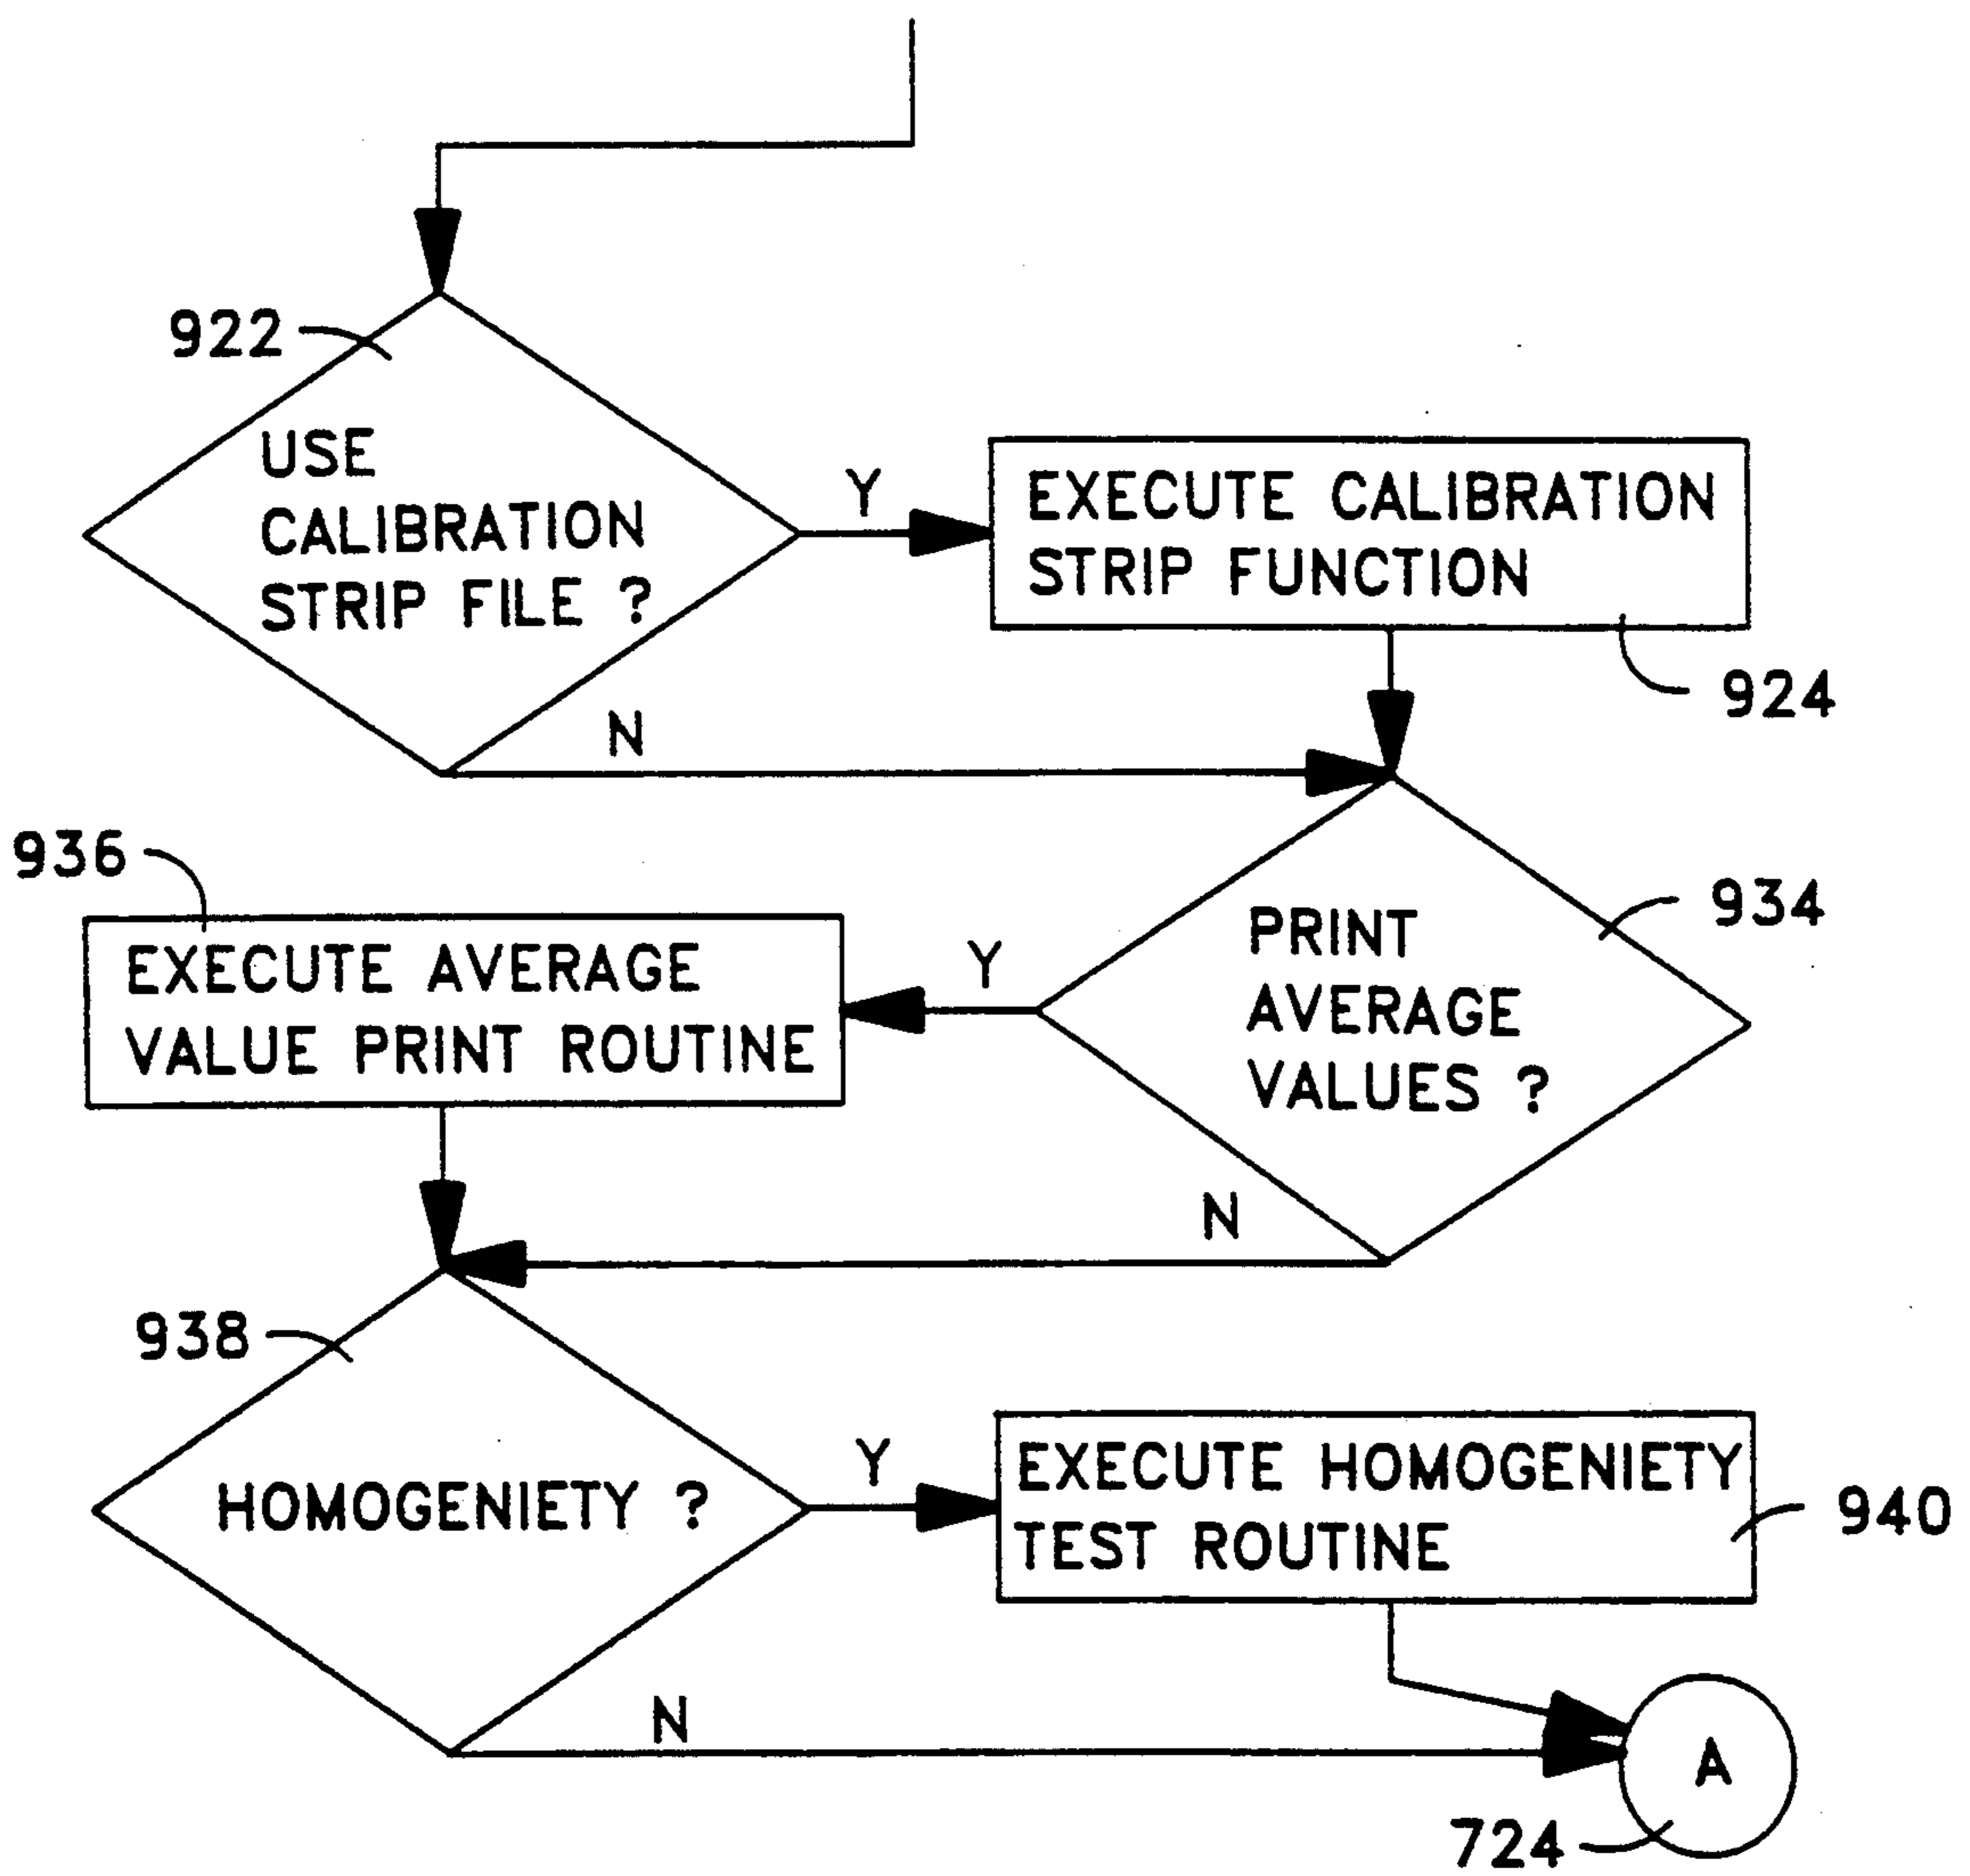 922
USE
CALIBRATION
STRIP FILE ?
Y
EXECUTE CALIBRATION
STRIP FUNCTION
924
N
936
EXECUTE AVERAGE
VALUE PRINT ROUTINE
Y
PRINT
AVERAGE
VALUES ?
934
N
938
HOMOGENIETY ?
Y
EXECUTE HOMOGENIETY
TEST ROUTINE
940
N
A
724